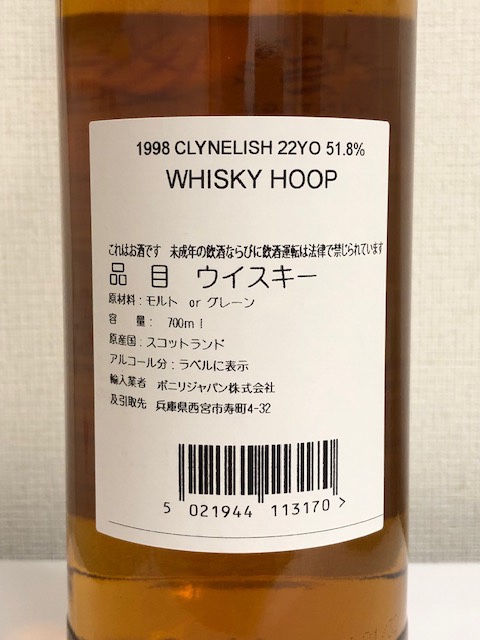 1998 CLYNELISH 22YO 51.8%
WHISKY HOOP
これはお酒です 未成年の飲酒ならびに飲酒運転は法律で禁じられています
品 目 ウイスキー
原材料：モルト or グレーン
容 量： 700ml
原産国：スコットランド
アルコール分：ラベルに表示
輸入業者 ボニリジャパン株式会社
及引取先 兵庫県西宮市寿町4-32
5 021944 113170 >